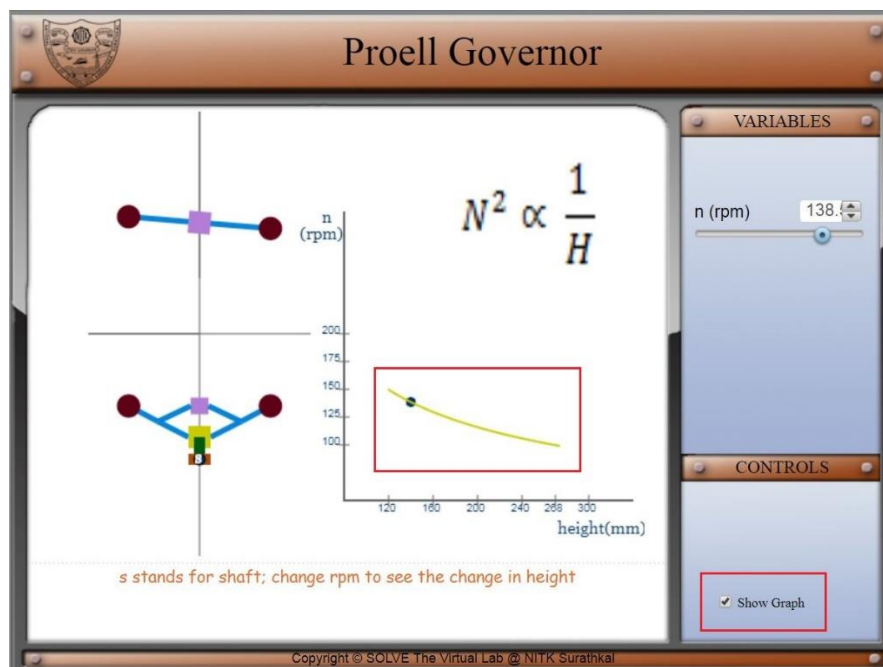 Proell Governor
VARIABLES
n (rpm) 138.5
n
(rpm)
N² ∝ 1/H
200
175
150
125
100
120 160 200 240 268 300
height(mm)
s
s stands for shaft; change rpm to see the change in height
CONTROLS
Show Graph
Copyright © SOLVE The Virtual Lab @ NITK Surathkal